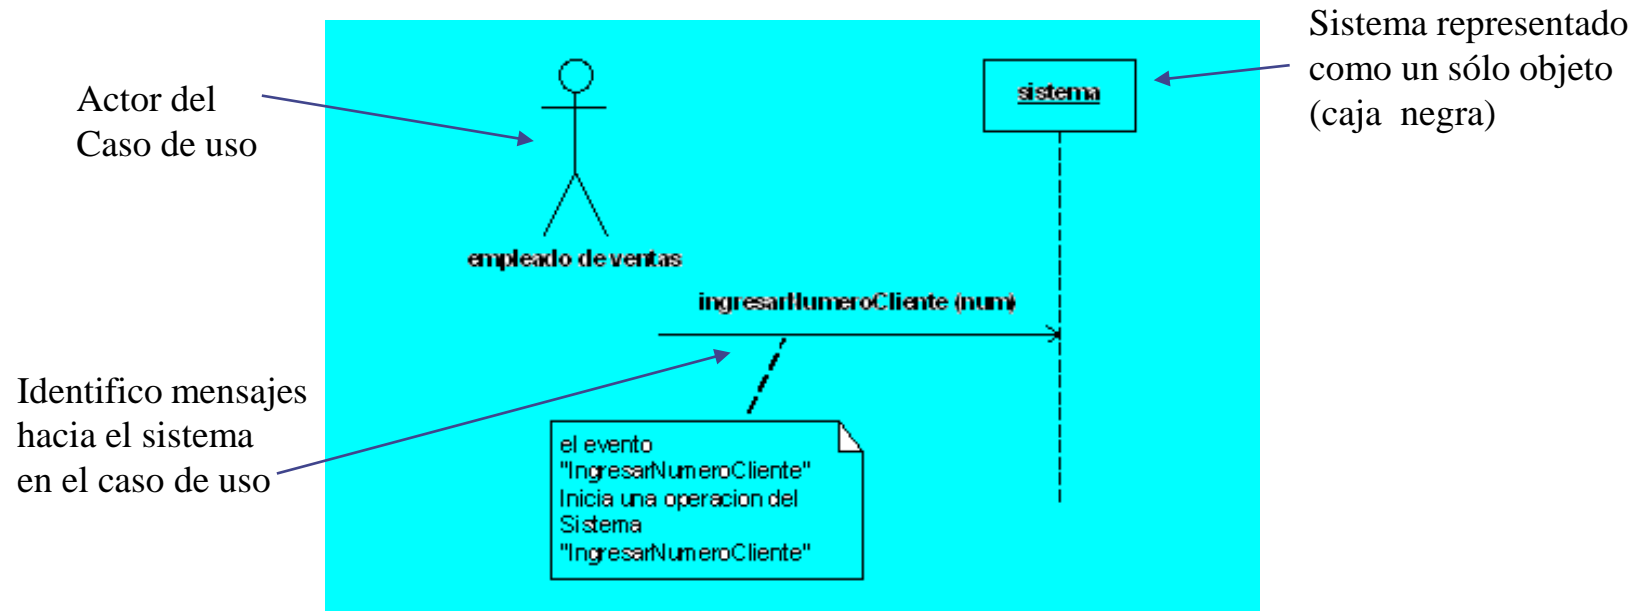 Sistema representado
como un sólo objeto
(caja negra)
Actor del
Caso de uso
sistema
empleado de ventas
ingresarNumeroCliente (num)
Identifico mensajes
hacia el sistema
en el caso de uso
el evento
"IngresarNumeroCliente"
Inicia una operacion del
Sistema
"IngresarNumeroCliente"